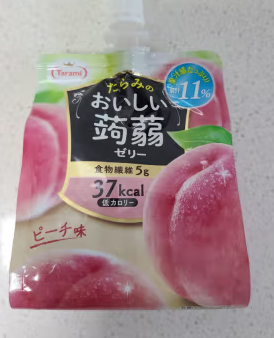 Tarami
たらみの
おいしい
蒟蒻
ゼリー
食物繊維5g
37kcal
低カロリー
ピーチ味
11%